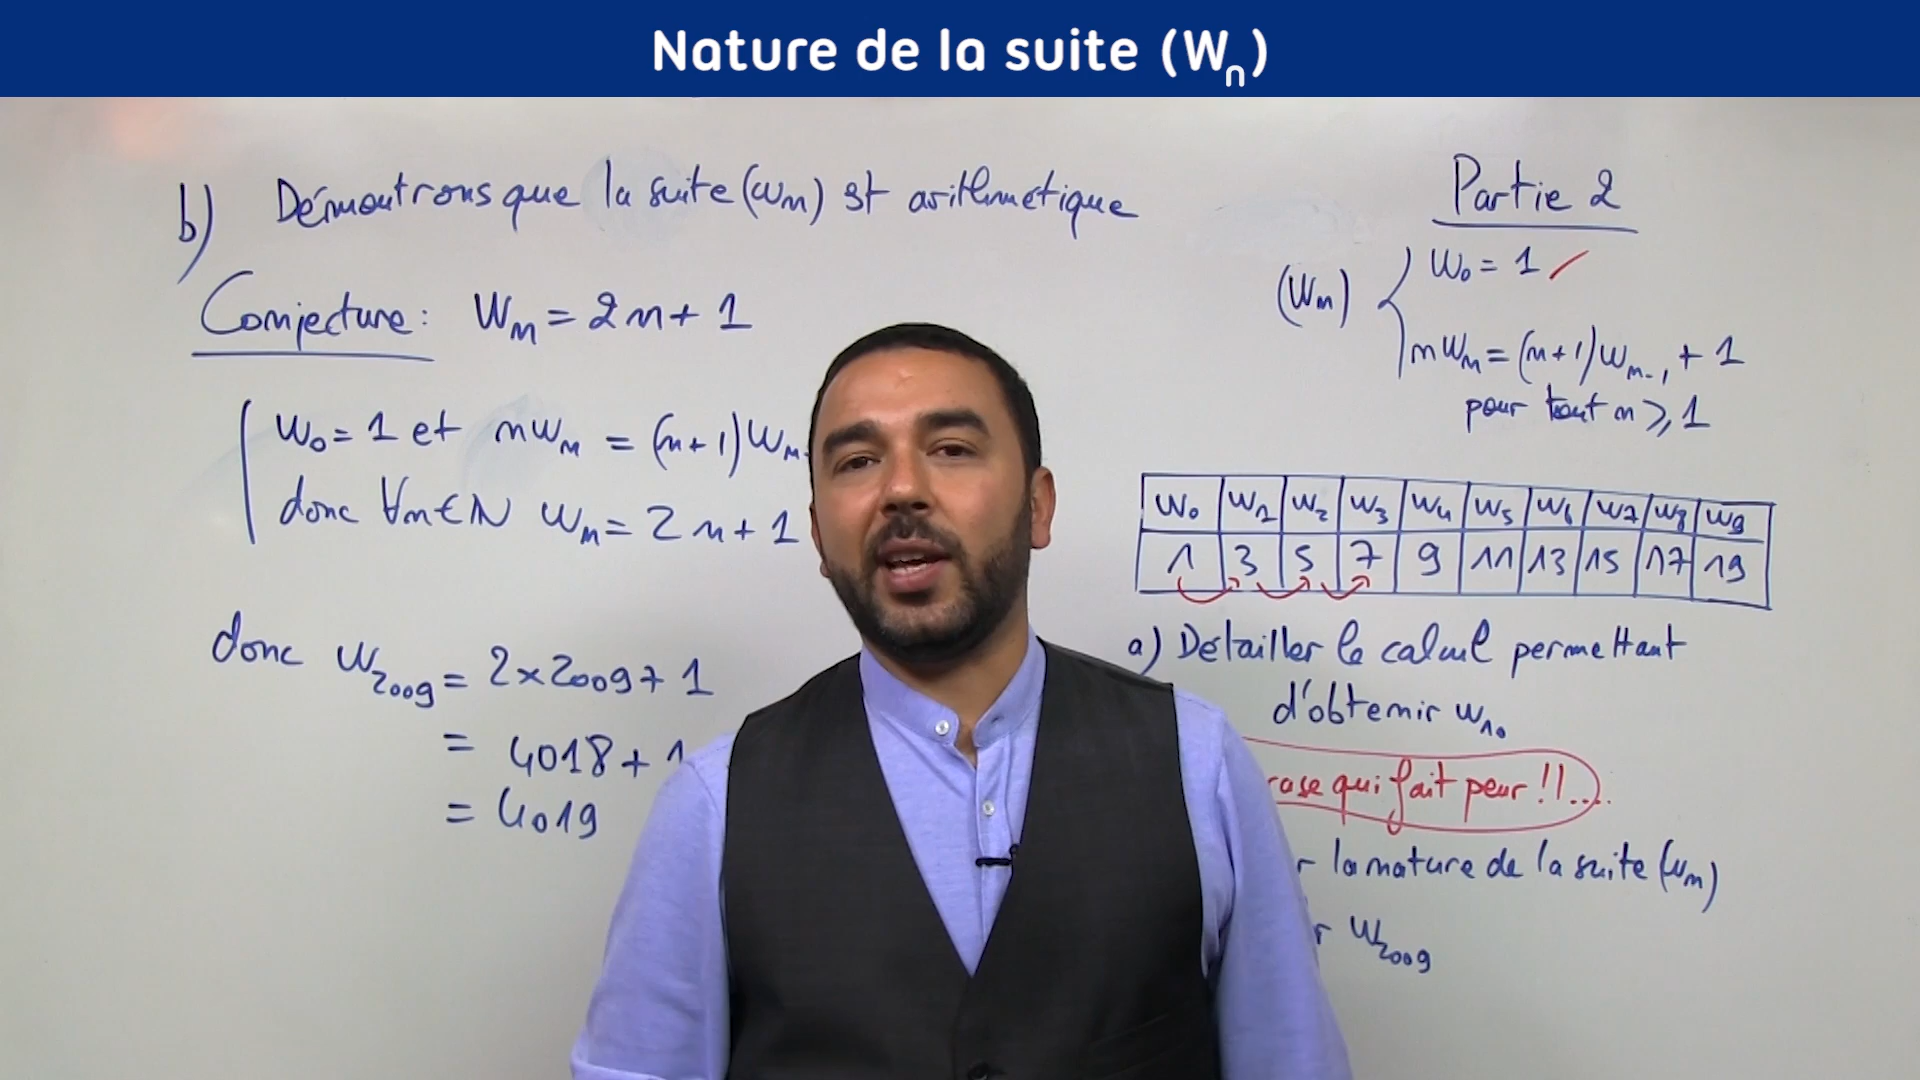 Nature de la suite (Wn)
b) Démontrons que la suite (wn) est arithmétique
Conjecture : Wn = 2n + 1
W0 = 1 et nwn = (n+1)Wn-
donc ∀n∈ℕ Wn = 2n + 1
donc W2009 = 2×2009 + 1
= 4018 + 1
= 4019
Partie 2
(Wn) { W0 = 1
nWn = (n+1)Wn-1 + 1
pour tout n ⩾ 1
W0 W1 W2 W3 W4 W5 W6 W7 W8 W9
1 3 5 7 9 11 13 15 17 19
a) Détailler le calcul permettant
d'obtenir W10
rase qui fait peur !!....
r la nature de la suite (wn)
r W2009